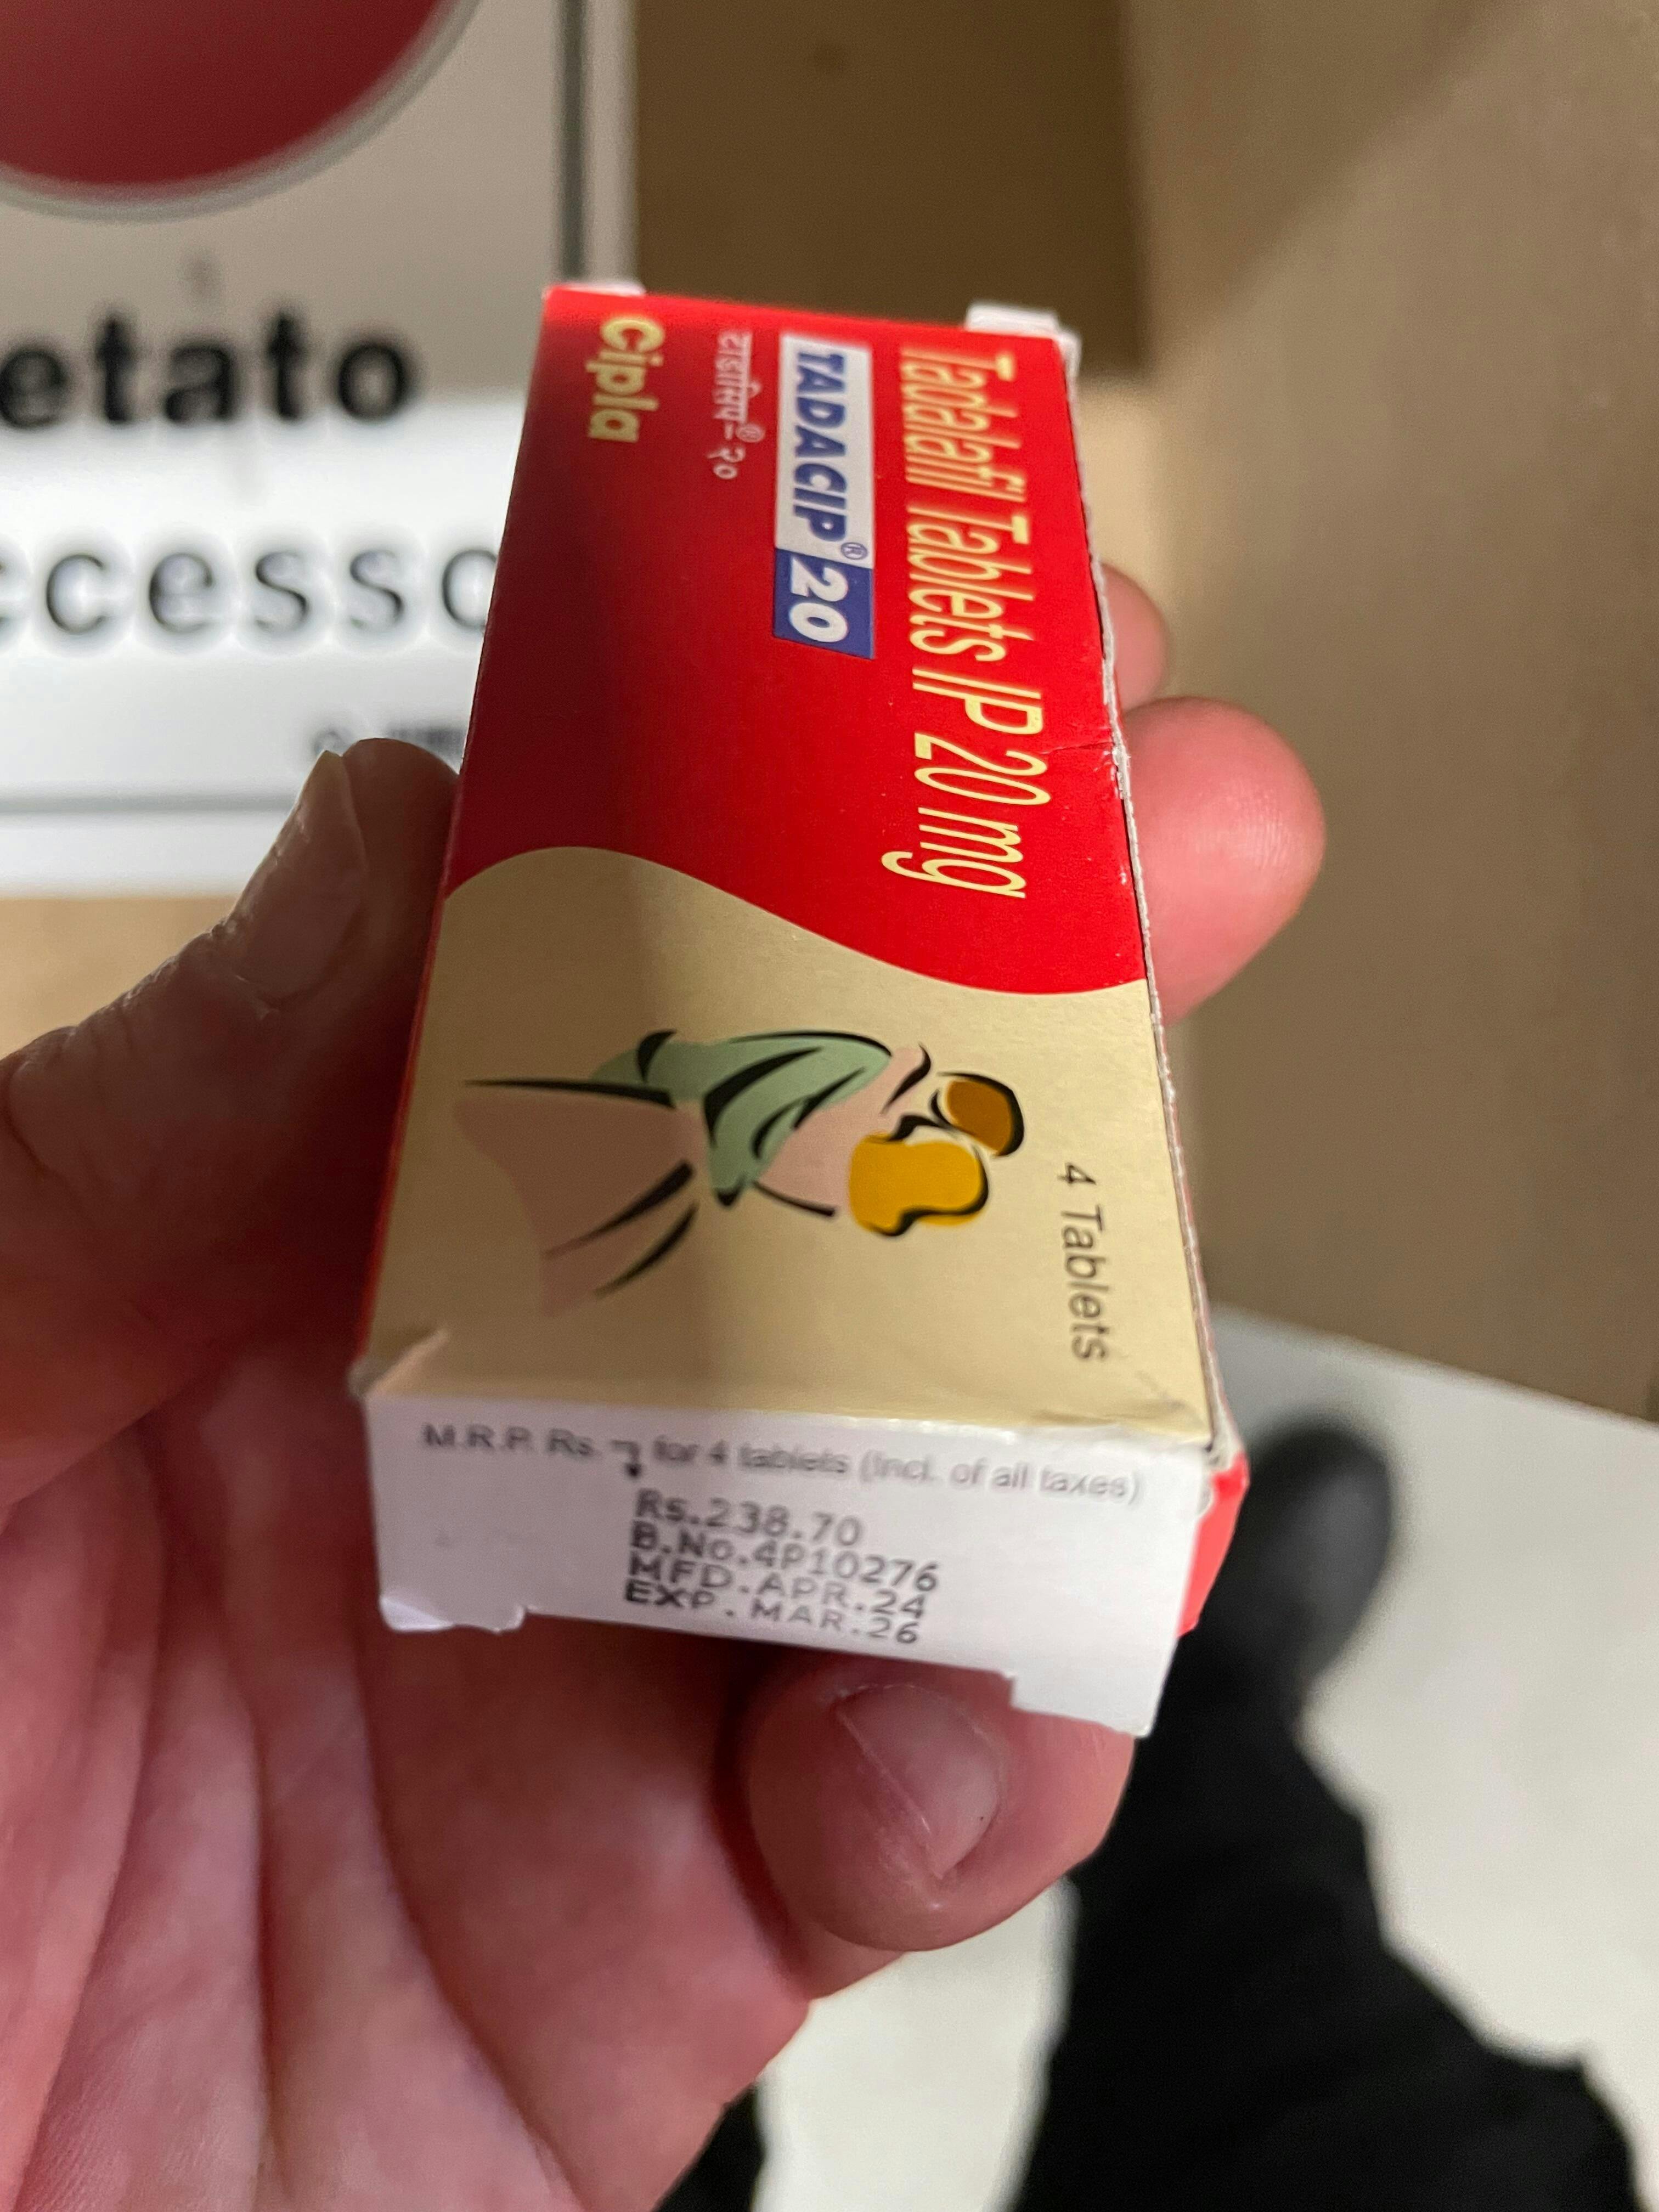 etato
ccesso
Tadalafil Tablets IP 20 mg
TADACIP® 20
टाडासिप®-२०
Cipla
4 Tablets
M.R.P. Rs. for 4 tablets (Incl. of all taxes)
Rs.238.70
B.No.4P10276
MFD.APR.24
EXP.MAR.26